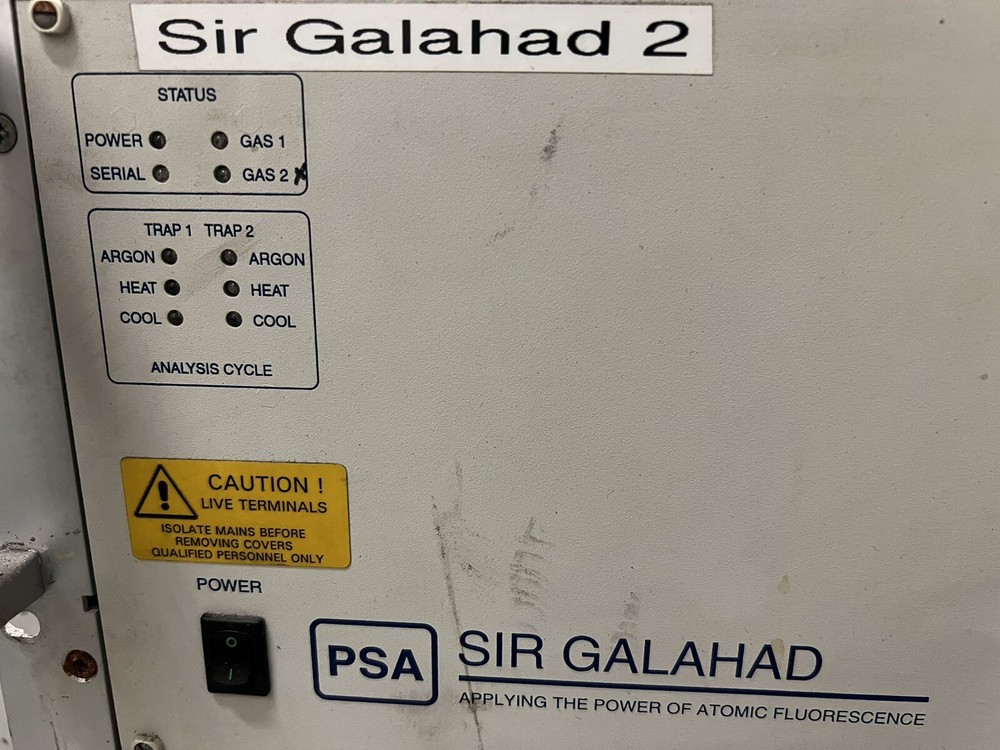 Sir Galahad 2
STATUS
POWER GAS 1
SERIAL GAS 2
TRAP 1 TRAP 2
ARGON ARGON
HEAT HEAT
COOL COOL
ANALYSIS CYCLE
CAUTION !
LIVE TERMINALS
ISOLATE MAINS BEFORE
REMOVING COVERS
QUALIFIED PERSONNEL ONLY
POWER
PSA SIR GALAHAD
APPLYING THE POWER OF ATOMIC FLUORESCENCE